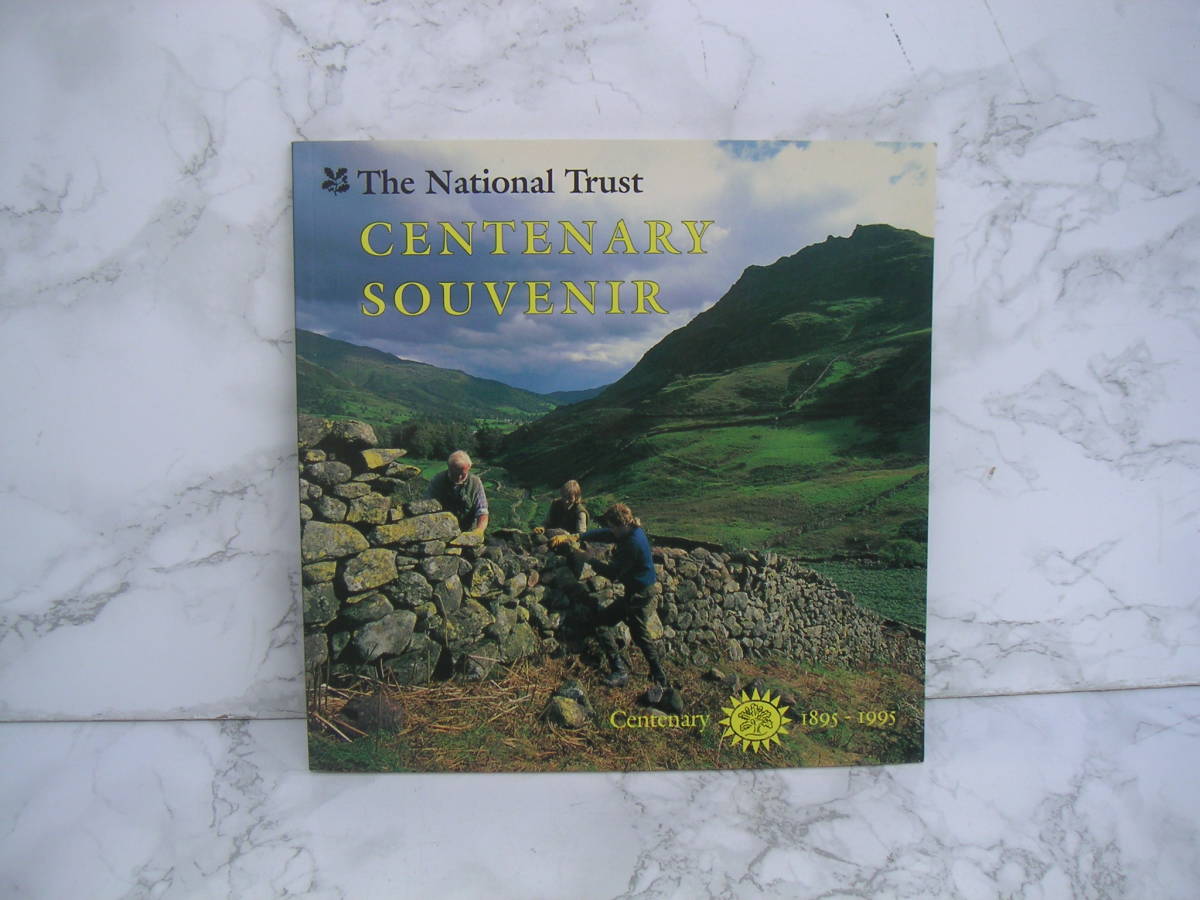 The National Trust
CENTENARY
SOUVENIR
Centenary 1895 - 1995